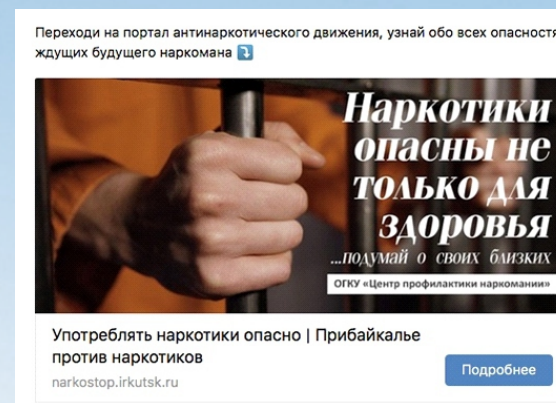 Переходи на портал антинаркотического движения, узнай обо всех опасностя
ждущих будущего наркомана ⤵
Наркотики
опасны не
только для
здоровья
...подумай о своих близких
ОГКУ «Центр профилактики наркомании»
Употреблять наркотики опасно | Прибайкалье
против наркотиков
narkostop.irkutsk.ru
Подробнее